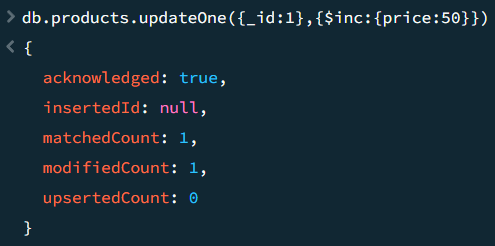 > db.products.updateOne({_id:1},{$inc:{price:50}})
< {
acknowledged: true,
insertedId: null,
matchedCount: 1,
modifiedCount: 1,
upsertedCount: 0
}